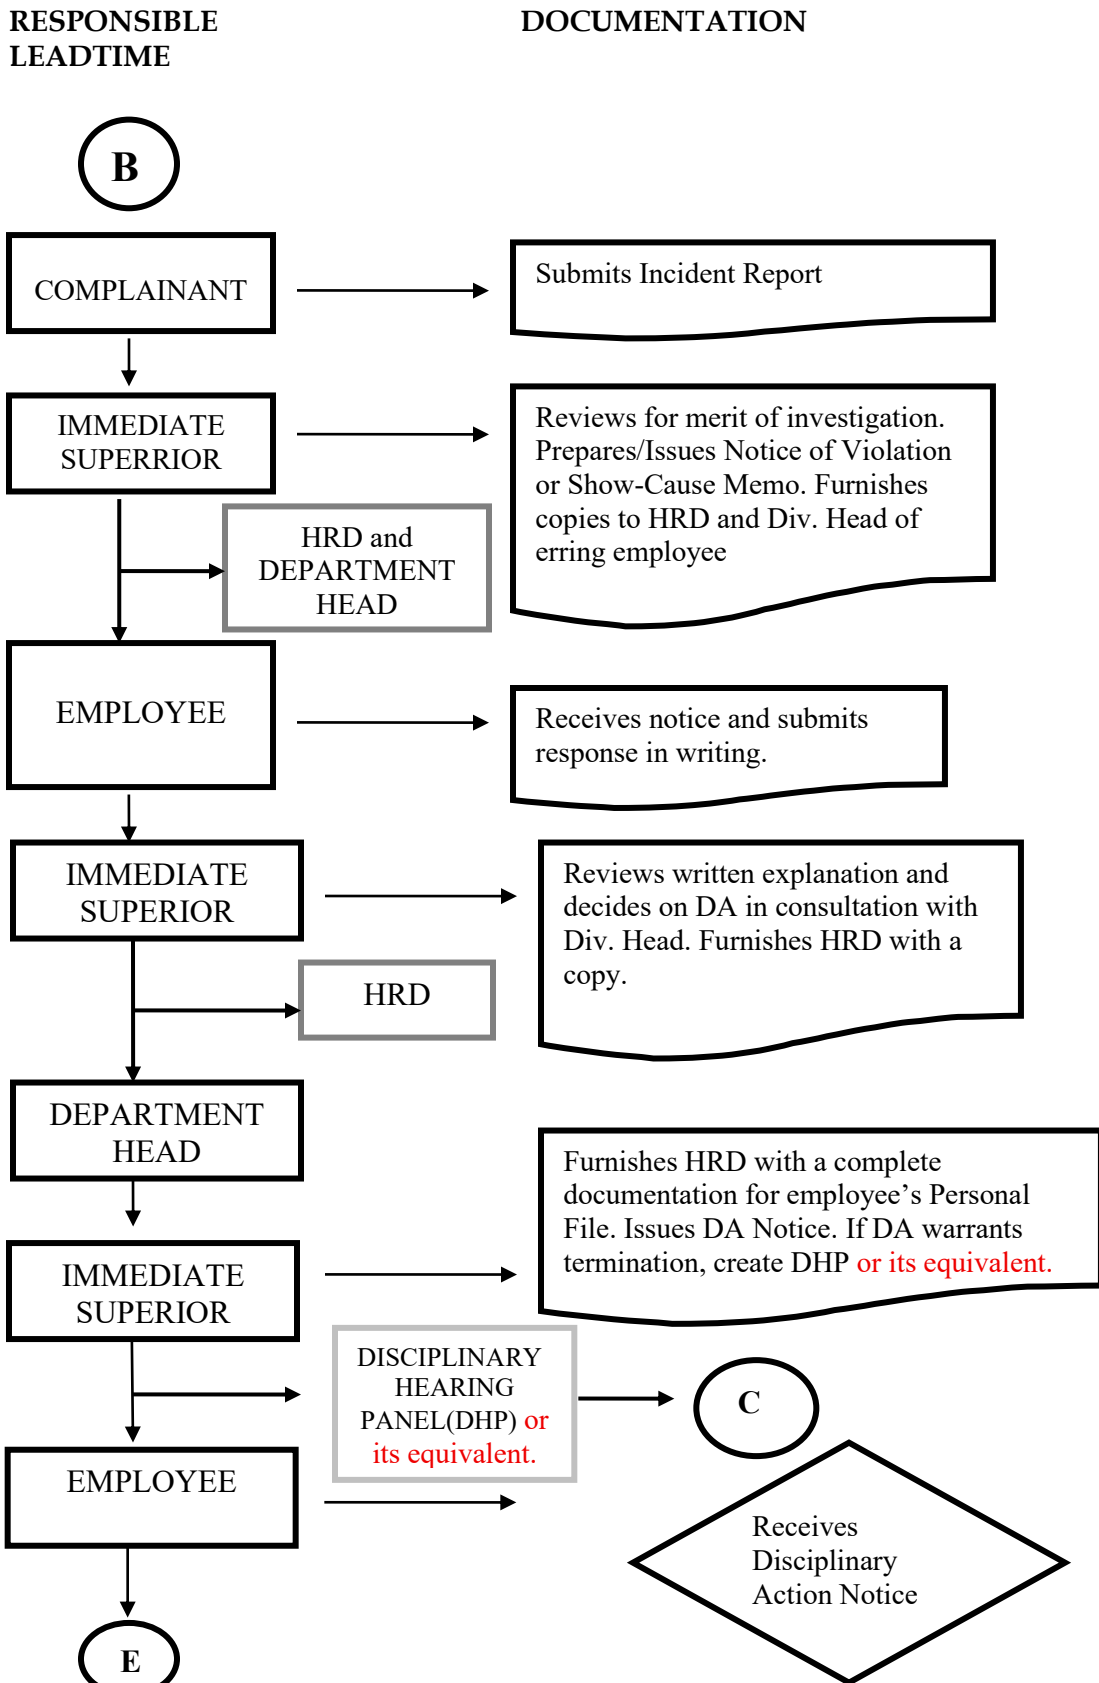 RESPONSIBLE
LEADTIME
DOCUMENTATION
B
COMPLAINANT
Submits Incident Report
IMMEDIATE
SUPERRIOR
Reviews for merit of investigation.
Prepares/Issues Notice of Violation
or Show-Cause Memo. Furnishes
copies to HRD and Div. Head of
erring employee
HRD and
DEPARTMENT
HEAD
EMPLOYEE
Receives notice and submits
response in writing.
IMMEDIATE
SUPERIOR
Reviews written explanation and
decides on DA in consultation with
Div. Head. Furnishes HRD with a
copy.
HRD
DEPARTMENT
HEAD
Furnishes HRD with a complete
documentation for employee’s Personal
File. Issues DA Notice. If DA warrants
termination, create DHP or its equivalent.
IMMEDIATE
SUPERIOR
DISCIPLINARY
HEARING
PANEL(DHP) or
its equivalent.
C
EMPLOYEE
Receives
Disciplinary
Action Notice
E